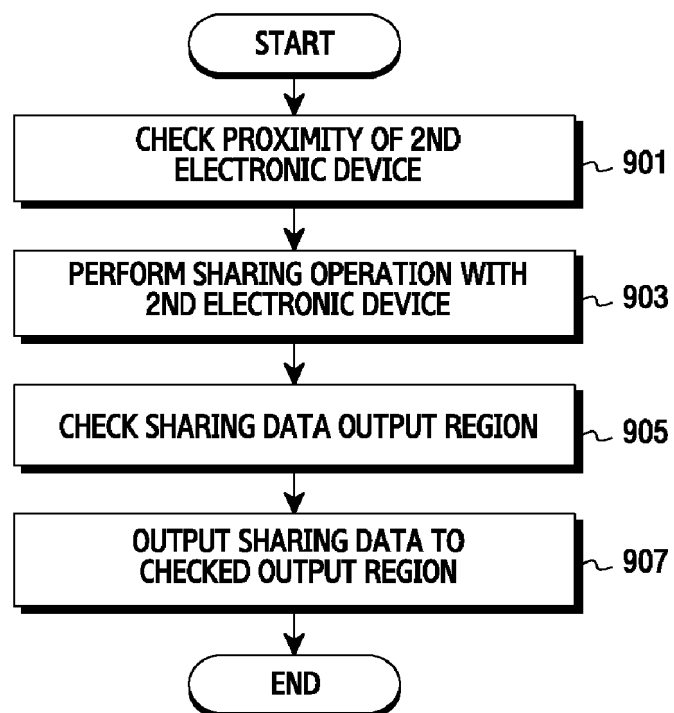 START
CHECK PROXIMITY OF 2ND
ELECTRONIC DEVICE
901
PERFORM SHARING OPERATION WITH
2ND ELECTRONIC DEVICE
903
CHECK SHARING DATA OUTPUT REGION
905
OUTPUT SHARING DATA TO
CHECKED OUTPUT REGION
907
END